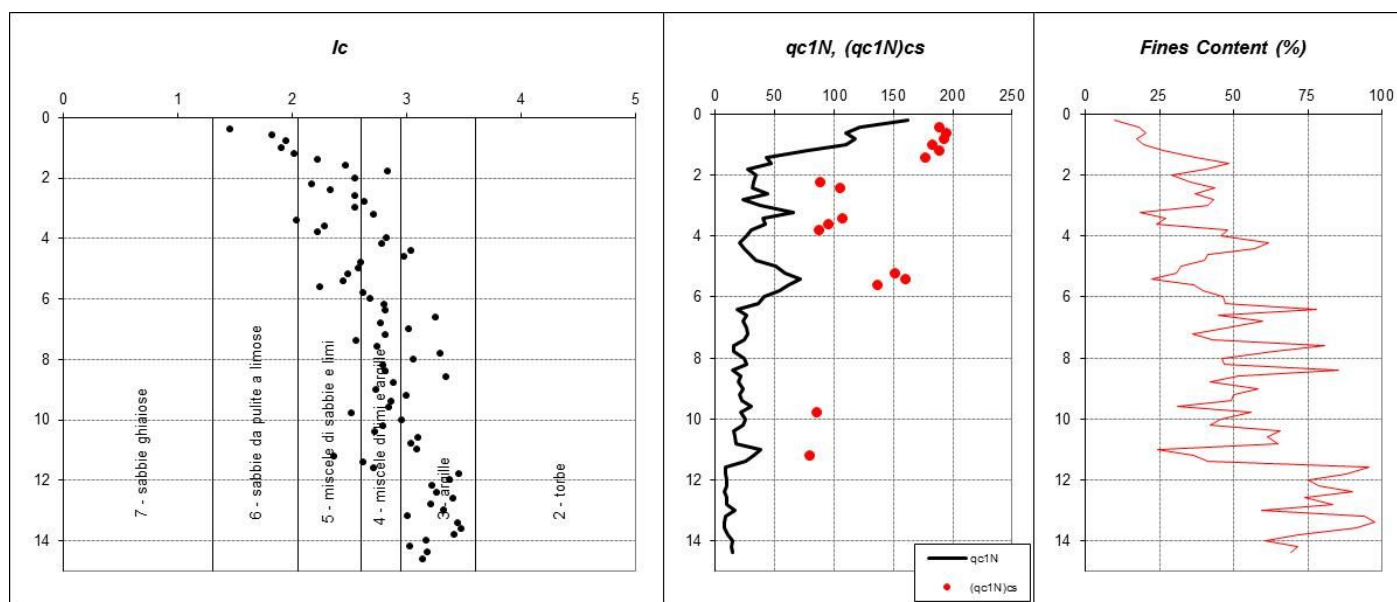 Ic
qc1N, (qc1N)cs
Fines Content (%)
0 1 2 3 4 5
0 50 100 150 200 250
0 25 50 75 100
0
2
4
6
8
10
12
14
7 - sabbie ghiaiose
6 - sabbie da pulite a limose
5 - miscele di sabbie e limi
4 - miscele di limi e argille
3 - argille
2 - torbe
0
2
4
6
8
10
12
14
qc1N
(qc1N)cs
0
2
4
6
8
10
12
14